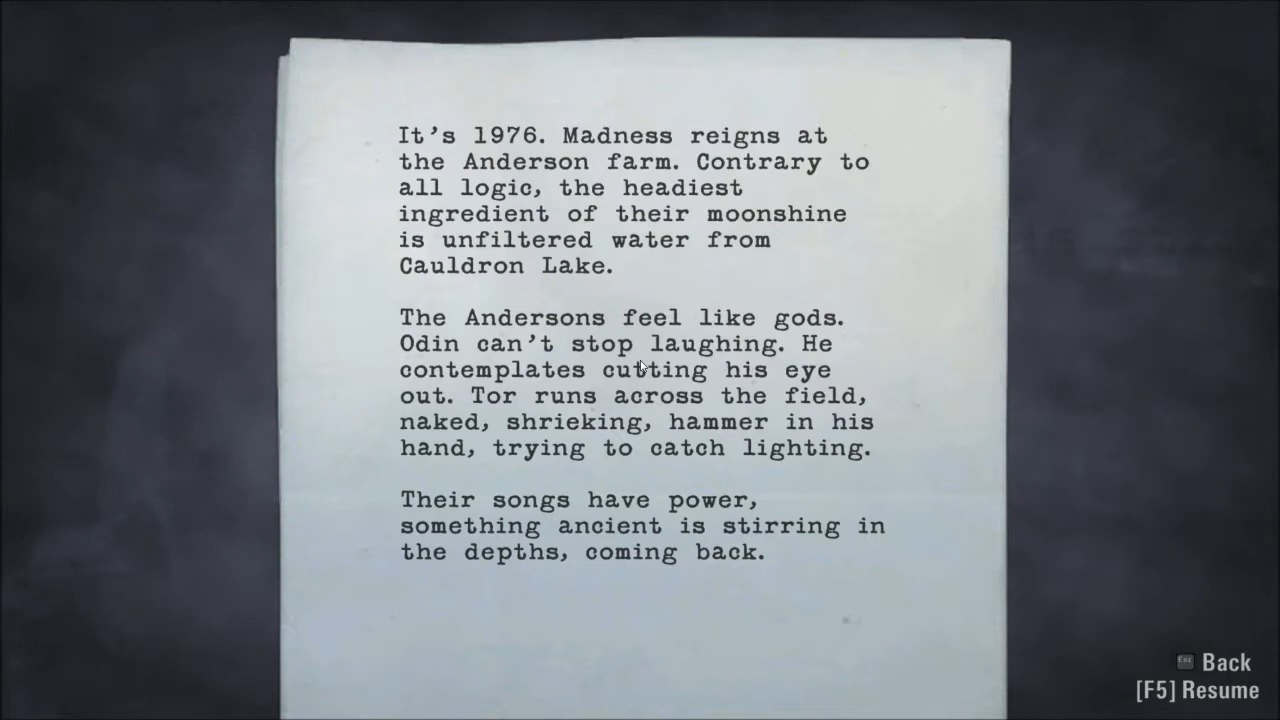 It's 1976. Madness reigns at
the Anderson farm. Contrary to
all logic, the headiest
ingredient of their moonshine
is unfiltered water from
Cauldron Lake.
The Andersons feel like gods.
Odin can't stop laughing. He
contemplates cutting his eye
out. Tor runs across the field,
naked, shrieking, hammer in his
hand, trying to catch lighting.
Their songs have power,
something ancient is stirring in
the depths, coming back.
Esc Back
[F5] Resume